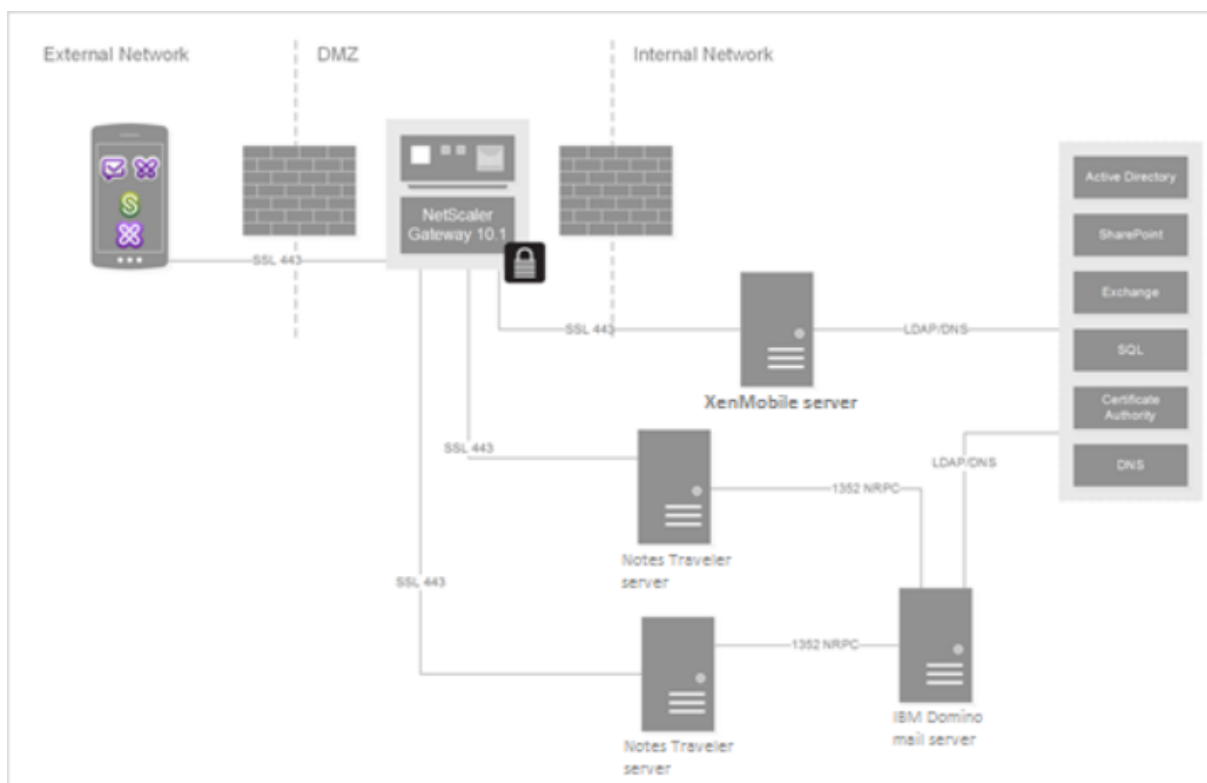 External Network
DMZ
Internal Network
NetScaler
Gateway 10.1
SSL 443
SSL 443
LDAP/DNS
XenMobile server
Active Directory
SharePoint
Exchange
SQL
Certificate
Authority
DNS
SSL 443
LDAP/DNS
1352 NRPC
Notes Traveler
server
SSL 443
1352 NRPC
IBM Domino
mail server
Notes Traveler
server